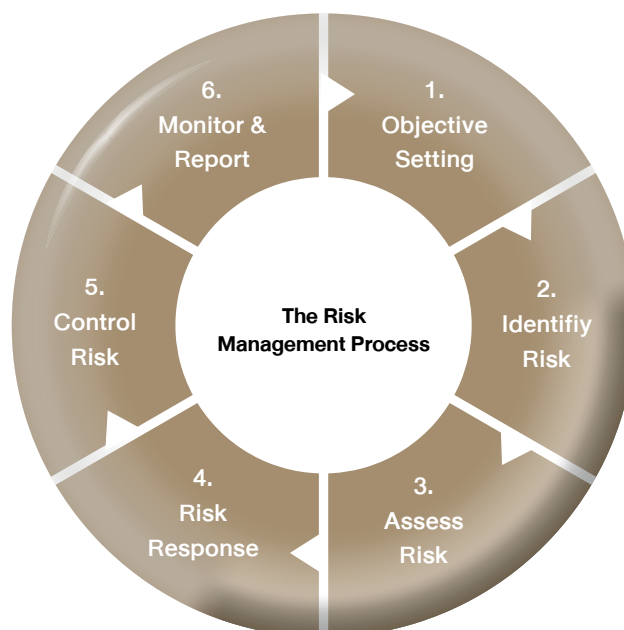 The Risk
Management Process
1.
Objective
Setting
2.
Identifiy
Risk
3.
Assess
Risk
4.
Risk
Response
5.
Control
Risk
6.
Monitor &
Report